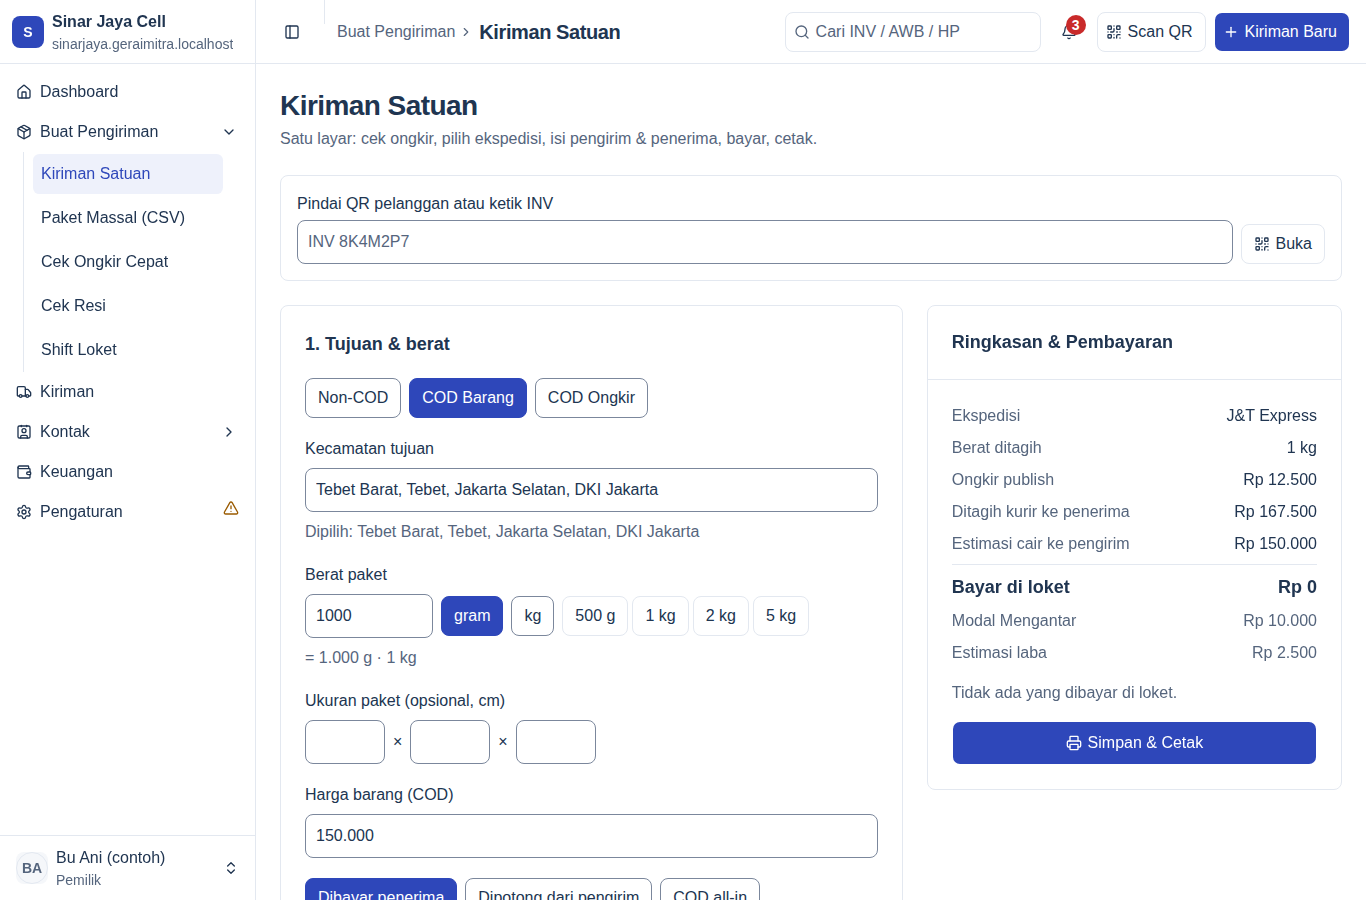 S
Sinar Jaya Cell
sinarjaya.geraimitra.localhost
Dashboard
Buat Pengiriman
Kiriman Satuan
Paket Massal (CSV)
Cek Ongkir Cepat
Cek Resi
Shift Loket
Kiriman
Kontak
Keuangan
Pengaturan
BA
Bu Ani (contoh)
Pemilik
Buat Pengiriman > Kiriman Satuan
Cari INV / AWB / HP
3
Scan QR
Kiriman Baru
Kiriman Satuan
Satu layar: cek ongkir, pilih ekspedisi, isi pengirim & penerima, bayar, cetak.
Pindai QR pelanggan atau ketik INV
INV 8K4M2P7
Buka
1. Tujuan & berat
Non-COD COD Barang COD Ongkir
Kecamatan tujuan
Tebet Barat, Tebet, Jakarta Selatan, DKI Jakarta
Dipilih: Tebet Barat, Tebet, Jakarta Selatan, DKI Jakarta
Berat paket
1000 gram kg 500 g 1 kg 2 kg 5 kg
= 1.000 g · 1 kg
Ukuran paket (opsional, cm)
× ×
Harga barang (COD)
150.000
Dibayar penerima Dipotong dari pengirim COD all-in
Ringkasan & Pembayaran
Ekspedisi J&T Express
Berat ditagih 1 kg
Ongkir publish Rp 12.500
Ditagih kurir ke penerima Rp 167.500
Estimasi cair ke pengirim Rp 150.000
Bayar di loket Rp 0
Modal Mengantar Rp 10.000
Estimasi laba Rp 2.500
Tidak ada yang dibayar di loket.
Simpan & Cetak